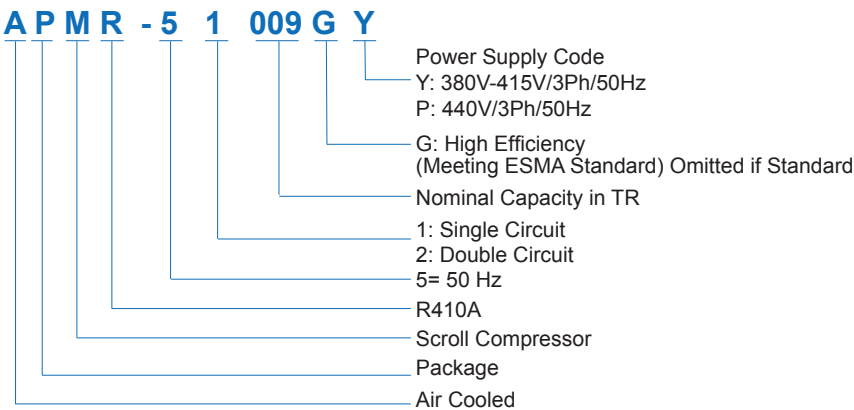 A P M R - 5 1 009 G Y
Power Supply Code
Y: 380V-415V/3Ph/50Hz
P: 440V/3Ph/50Hz
G: High Efficiency
(Meeting ESMA Standard) Omitted if Standard
Nominal Capacity in TR
1: Single Circuit
2: Double Circuit
5= 50 Hz
R410A
Scroll Compressor
Package
Air Cooled